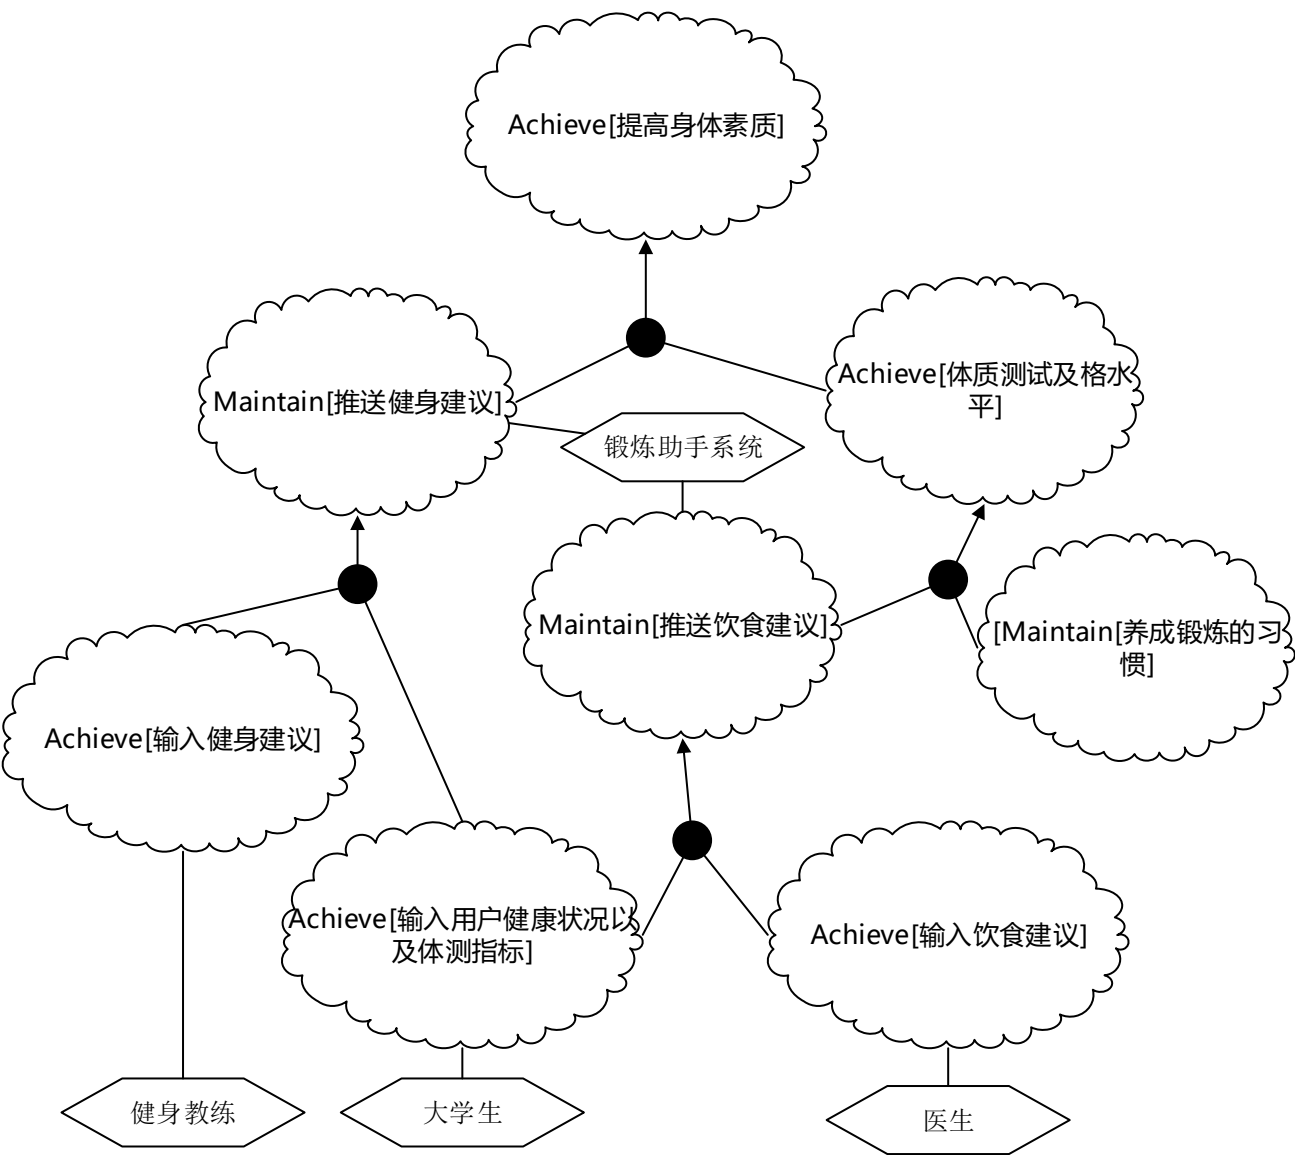 Achieve[提高身体素质]
Maintain[推送健身建议]
Achieve[体质测试及格水
平]
锻炼助手系统
Maintain[推送饮食建议]
[Maintain[养成锻炼的习
惯]
Achieve[输入健身建议]
Achieve[输入用户健康状况以
及体测指标]
Achieve[输入饮食建议]
健身教练
大学生
医生